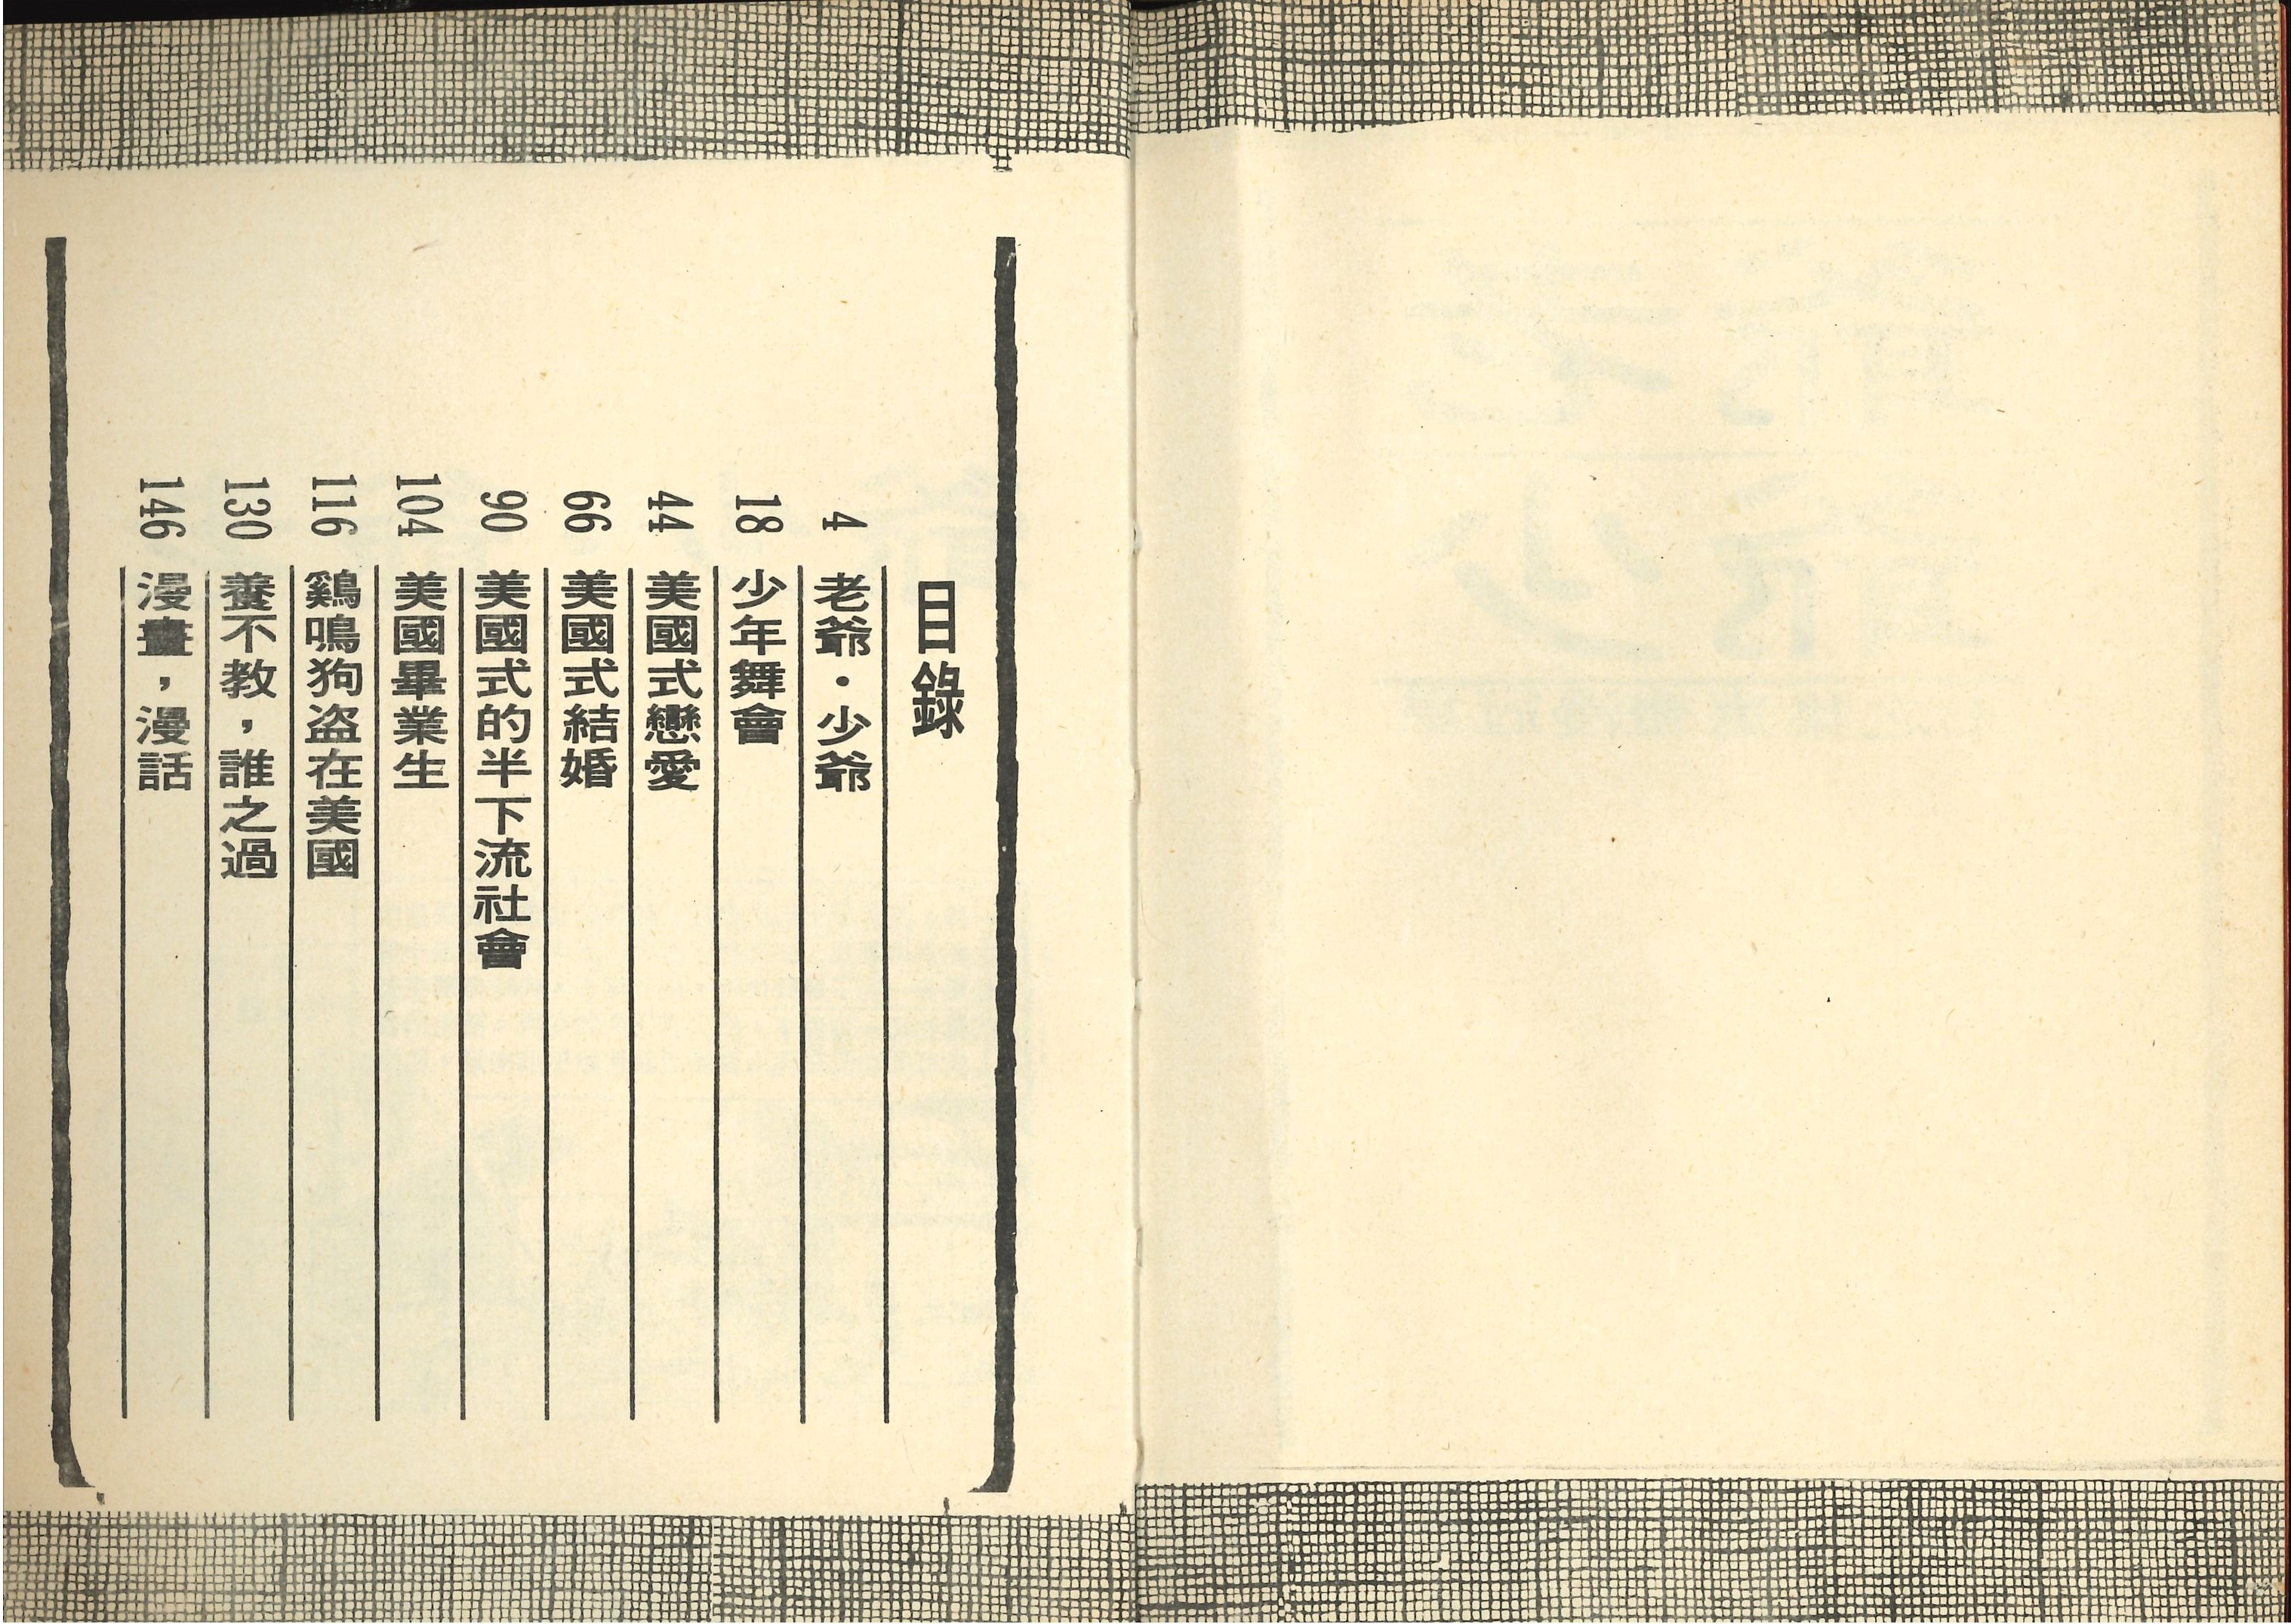 目錄
4 老爺・少爺
18 少年舞會
44 美國式戀愛
66 美國式結婚
90 美國式的半下流社會
104 美國畢業生
116 鷄鳴狗盗在美國
130 養不教，誰之過
146 漫畫，漫話